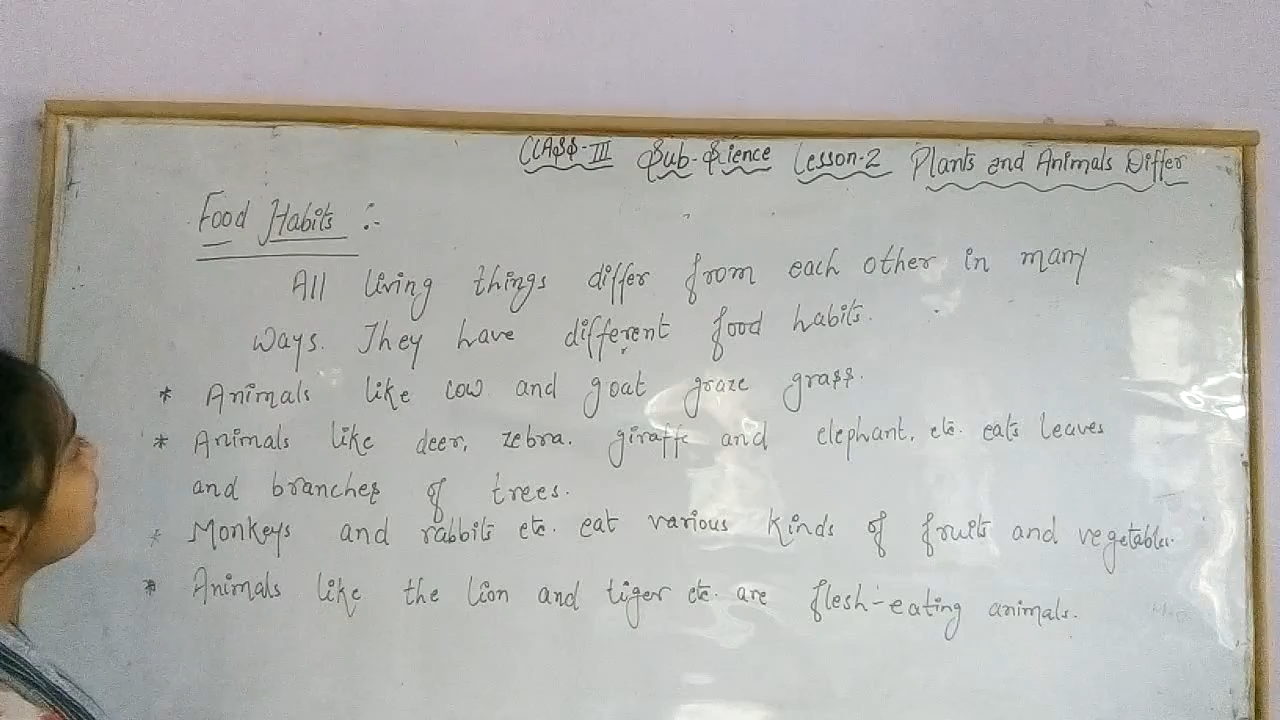 CLASS-III Sub-Science Lesson-2 Plants and Animals Differ
Food Habits :-
All living things differ from each other in many
ways. They have different food habits.
* Animals like cow and goat graze grass.
* Animals like deer, zebra, giraffe and elephant, etc. eats leaves
and branches of trees.
* Monkeys and rabbits etc. eat various kinds of fruits and vegetables.
* Animals like the lion and tiger etc. are flesh-eating animals.